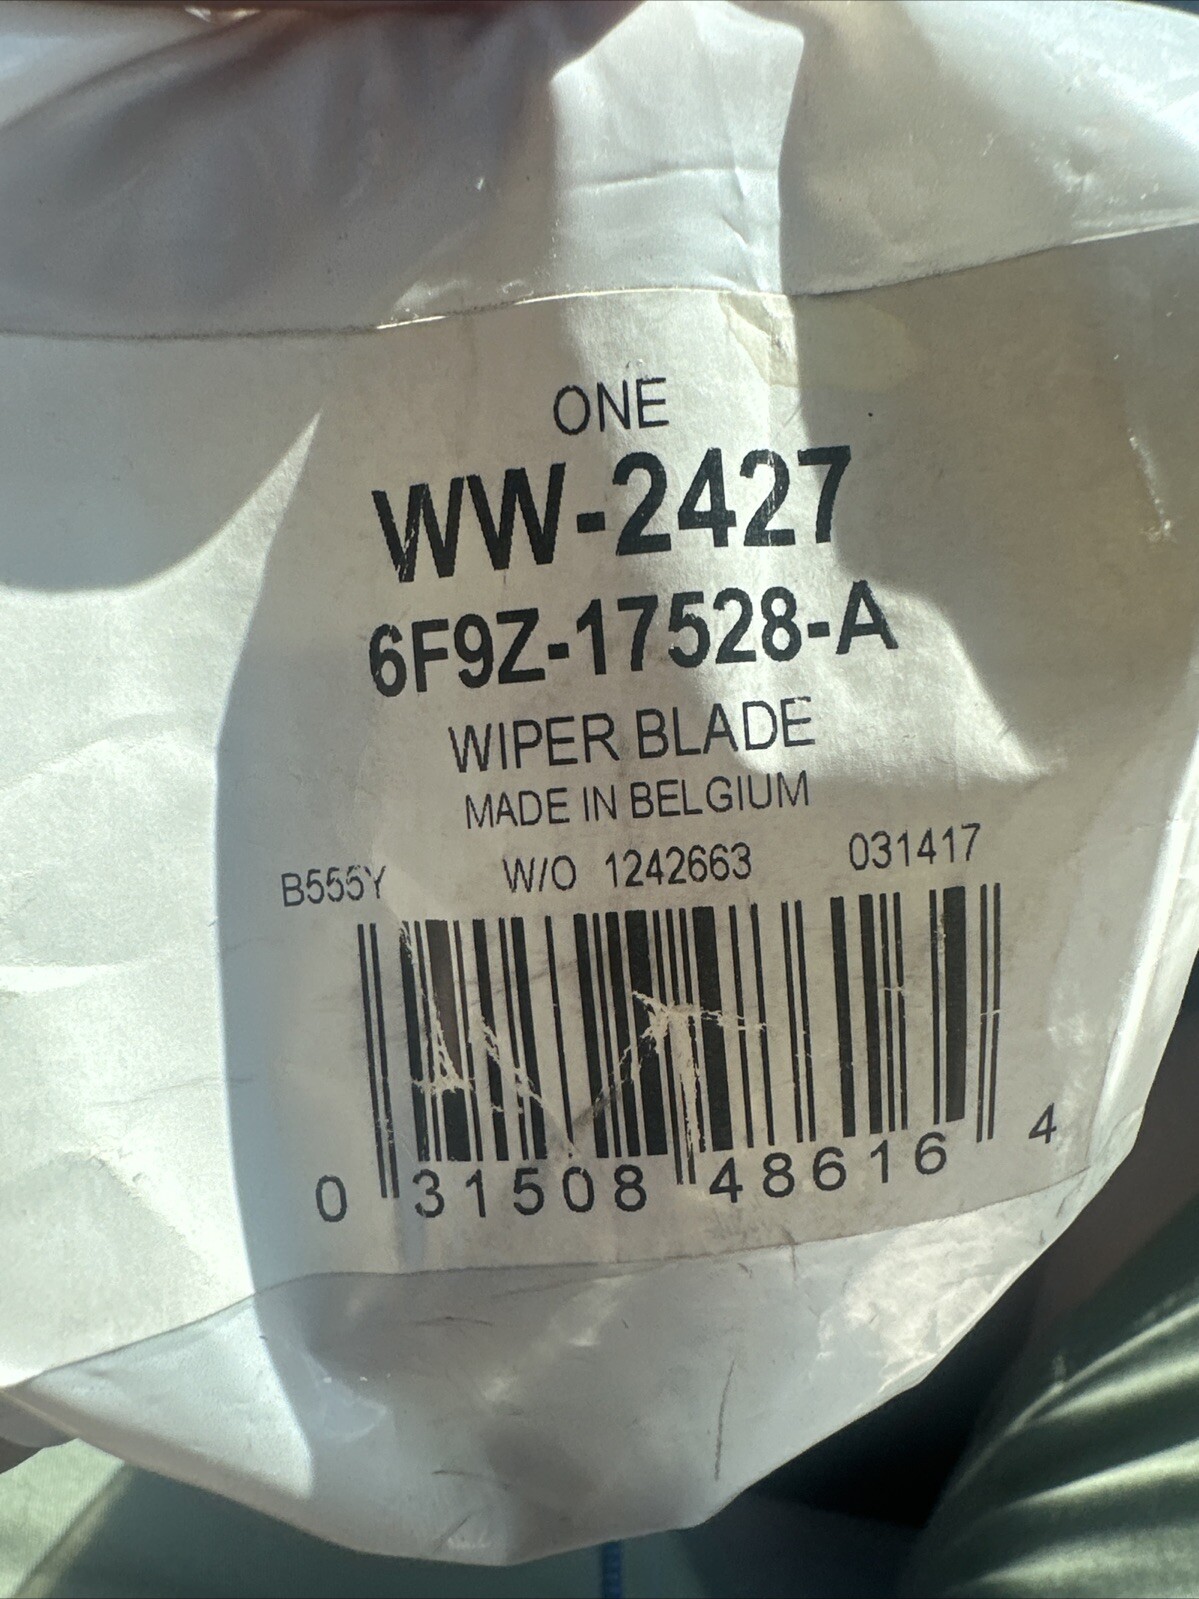 ONE
WW-2427
6F9Z-17528-A
WIPER BLADE
MADE IN BELGIUM
B555Y W/O 1242663 031417
0 31508 48616 4